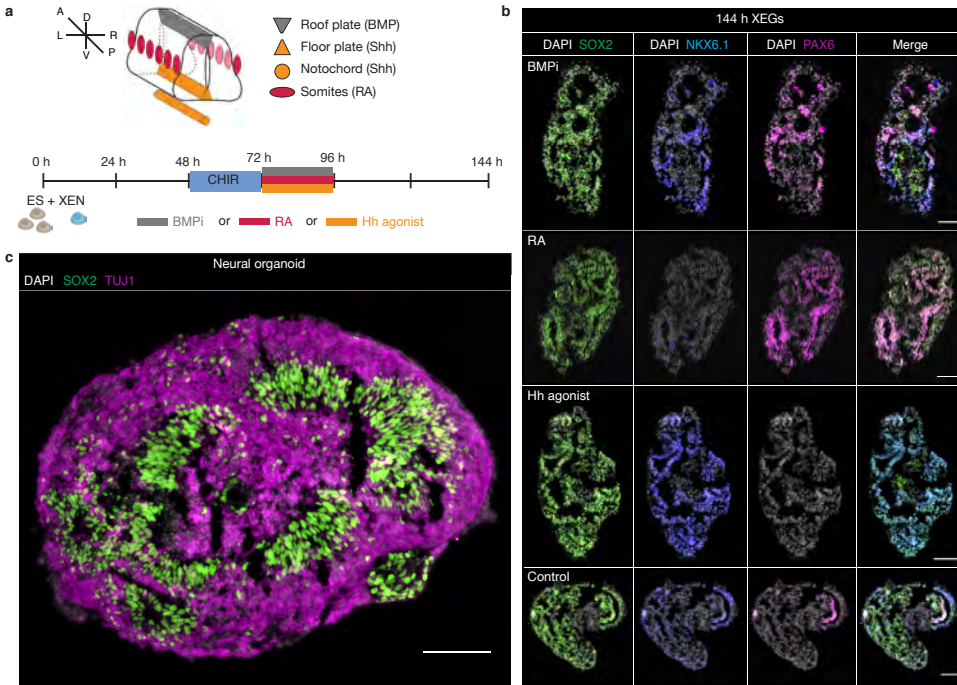 a
A
D
L
R
V
P
Roof plate (BMP)
Floor plate (Shh)
Notochord (Shh)
Somites (RA)
0 h 24 h 48 h 72 h 96 h 144 h
CHIR
ES + XEN
BMPi or RA or Hh agonist
b
144 h XEGs
DAPI SOX2 DAPI NKX6.1 DAPI PAX6 Merge
BMPi
RA
Hh agonist
Control
c
Neural organoid
DAPI SOX2 TUJ1